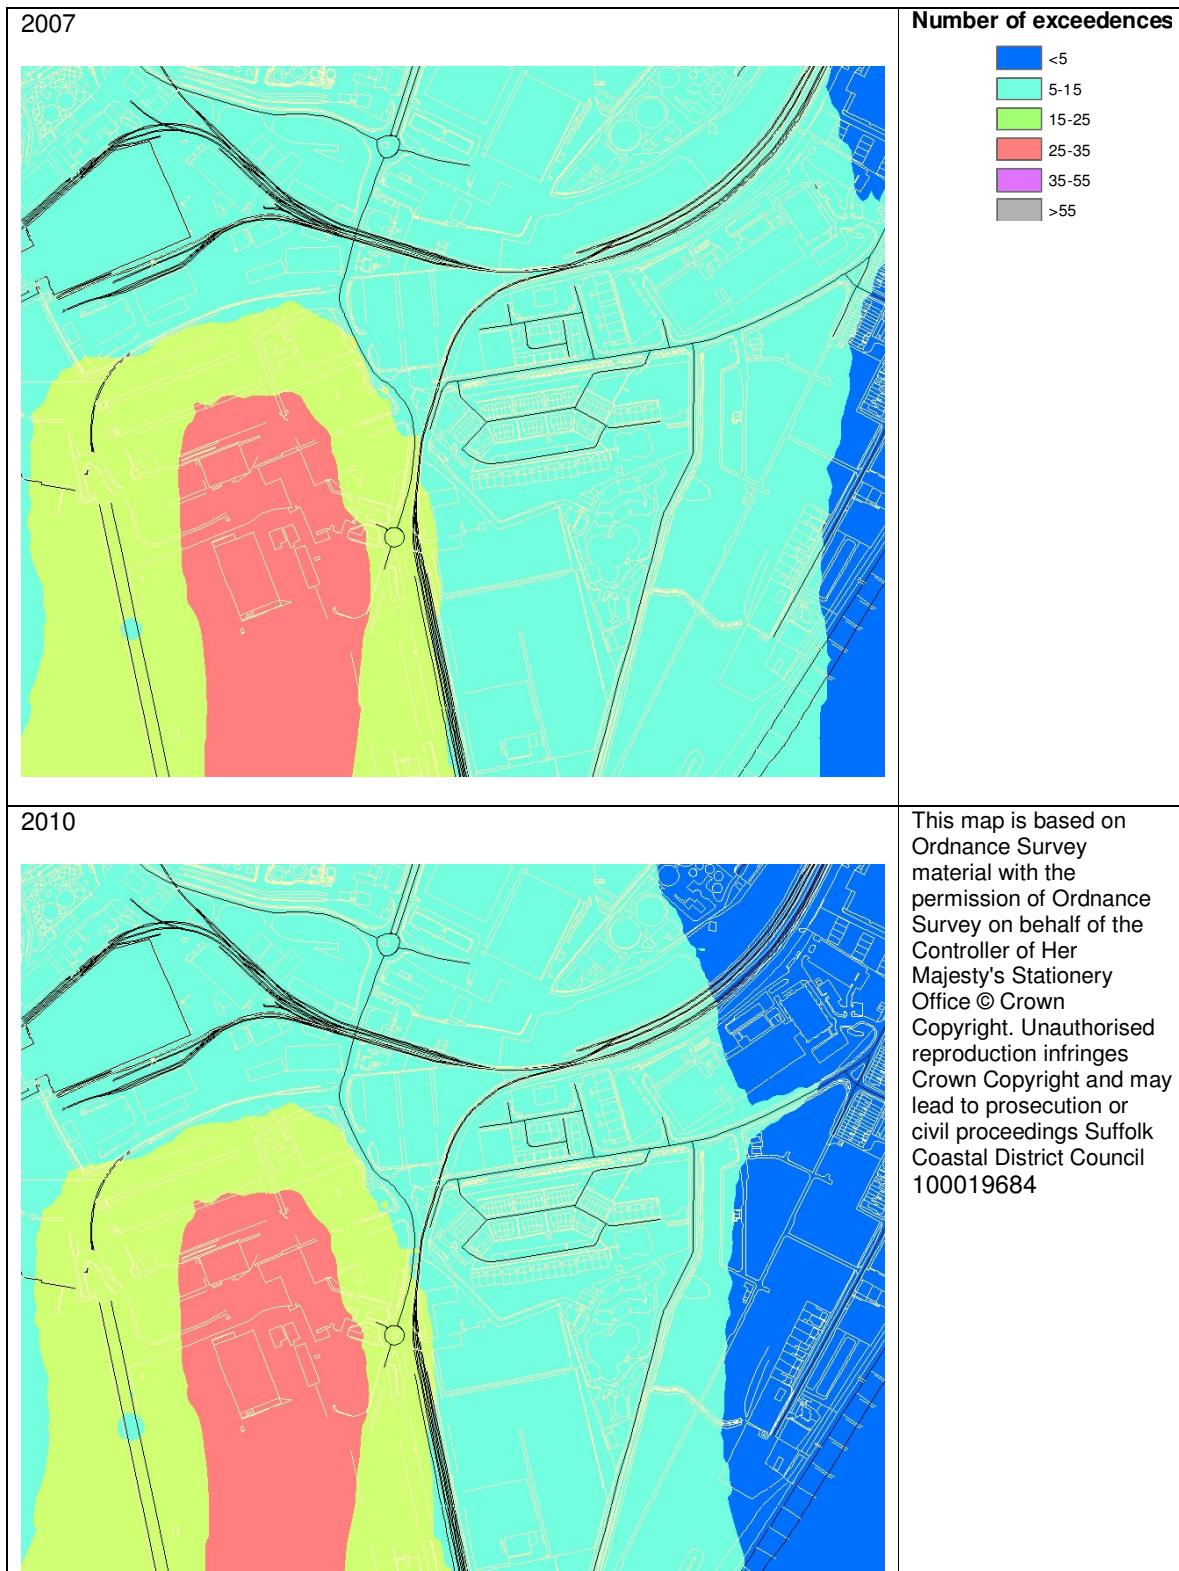 2007
Number of exceedences
<5
5-15
15-25
25-35
35-55
>55
2010
This map is based on
Ordnance Survey
material with the
permission of Ordnance
Survey on behalf of the
Controller of Her
Majesty's Stationery
Office © Crown
Copyright. Unauthorised
reproduction infringes
Crown Copyright and may
lead to prosecution or
civil proceedings Suffolk
Coastal District Council
100019684